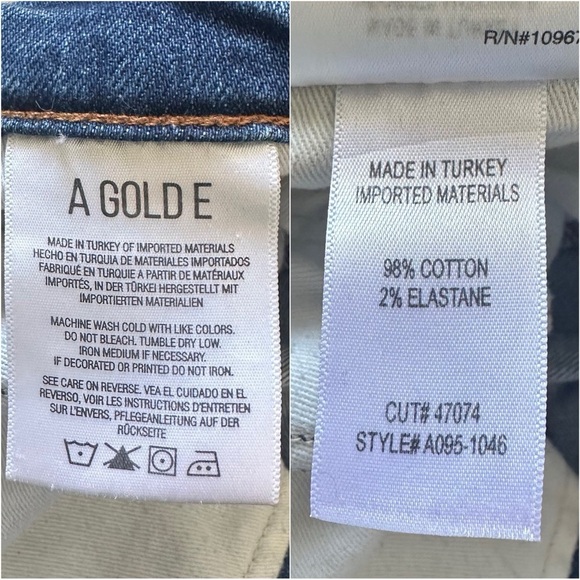 A GOLD E
MADE IN TURKEY OF IMPORTED MATERIALS
HECHO EN TURQUIA DE MATERIALES IMPORTADOS
FABRIQUÉ EN TURQUIE A PARTIR DE MATÉRIAUX
IMPORTÉS, IN DER TÜRKEI HERGESTELLT MIT
IMPORTIERTEN MATERIALIEN
MACHINE WASH COLD WITH LIKE COLORS.
DO NOT BLEACH. TUMBLE DRY LOW.
IRON MEDIUM IF NECESSARY.
IF DECORATED OR PRINTED DO NOT IRON.
SEE CARE ON REVERSE. VEA EL CUIDADO EN EL
REVERSO, VOIR LES INSTRUCTIONS D'ENTRETIEN
SUR L'ENVERS, PFLEGEANLEITUNG AUF DER
RÜCKSEITE
R/N#10967
MADE IN TURKEY
IMPORTED MATERIALS
98% COTTON
2% ELASTANE
CUT# 47074
STYLE# A095-1046